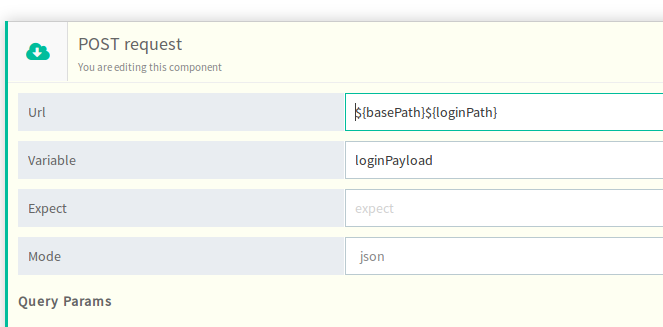 POST request
You are editing this component
Url
${basePath}${loginPath}
Variable
loginPayload
Expect
expect
Mode
json
Query Params